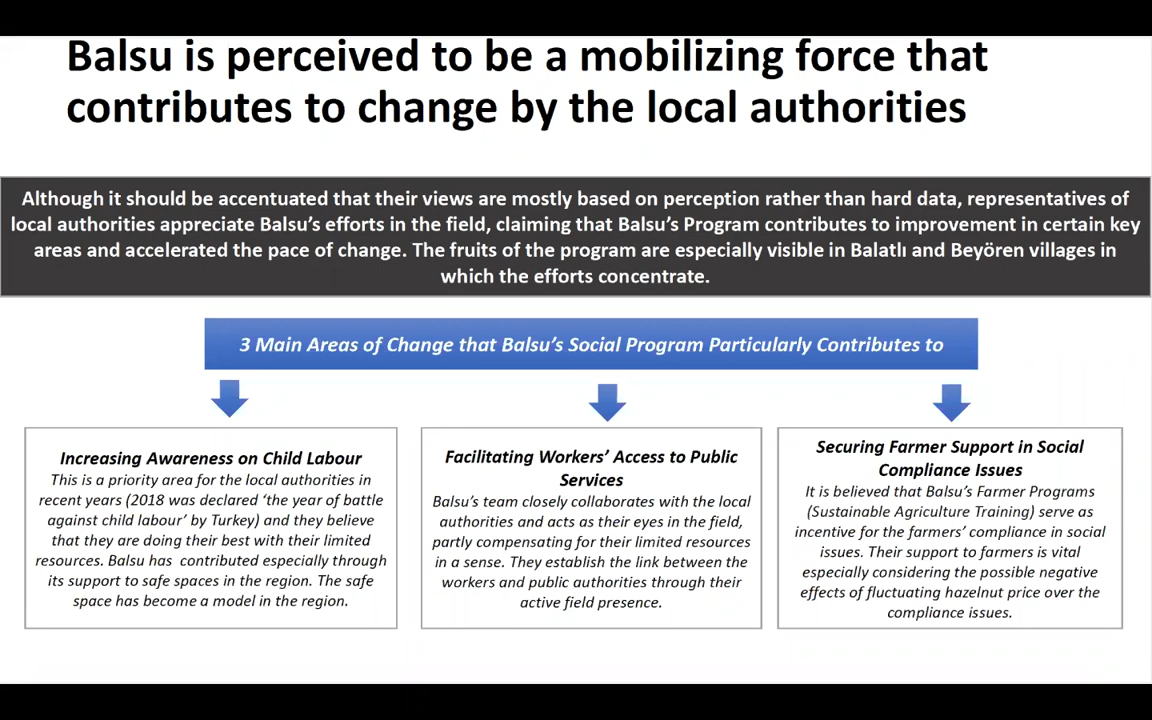 Balsu is perceived to be a mobilizing force that
contributes to change by the local authorities
Although it should be accentuated that their views are mostly based on perception rather than hard data, representatives of
local authorities appreciate Balsu's efforts in the field, claiming that Balsu's Program contributes to improvement in certain key
areas and accelerated the pace of change. The fruits of the program are especially visible in Balatlı and Beyören villages in
which the efforts concentrate.
3 Main Areas of Change that Balsu's Social Program Particularly Contributes to
Increasing Awareness on Child Labour
This is a priority area for the local authorities in
recent years (2018 was declared 'the year of battle
against child labour' by Turkey) and they believe
that they are doing their best with their limited
resources. Balsu has contributed especially through
its support to safe spaces in the region. The safe
space has become a model in the region.
Facilitating Workers' Access to Public
Services
Balsu's team closely collaborates with the local
authorities and acts as their eyes in the field,
partly compensating for their limited resources
in a sense. They establish the link between the
workers and public authorities through their
active field presence.
Securing Farmer Support in Social
Compliance Issues
It is believed that Balsu's Farmer Programs
(Sustainable Agriculture Training) serve as
incentive for the farmers' compliance in social
issues. Their support to farmers is vital
especially considering the possible negative
effects of fluctuating hazelnut price over the
compliance issues.